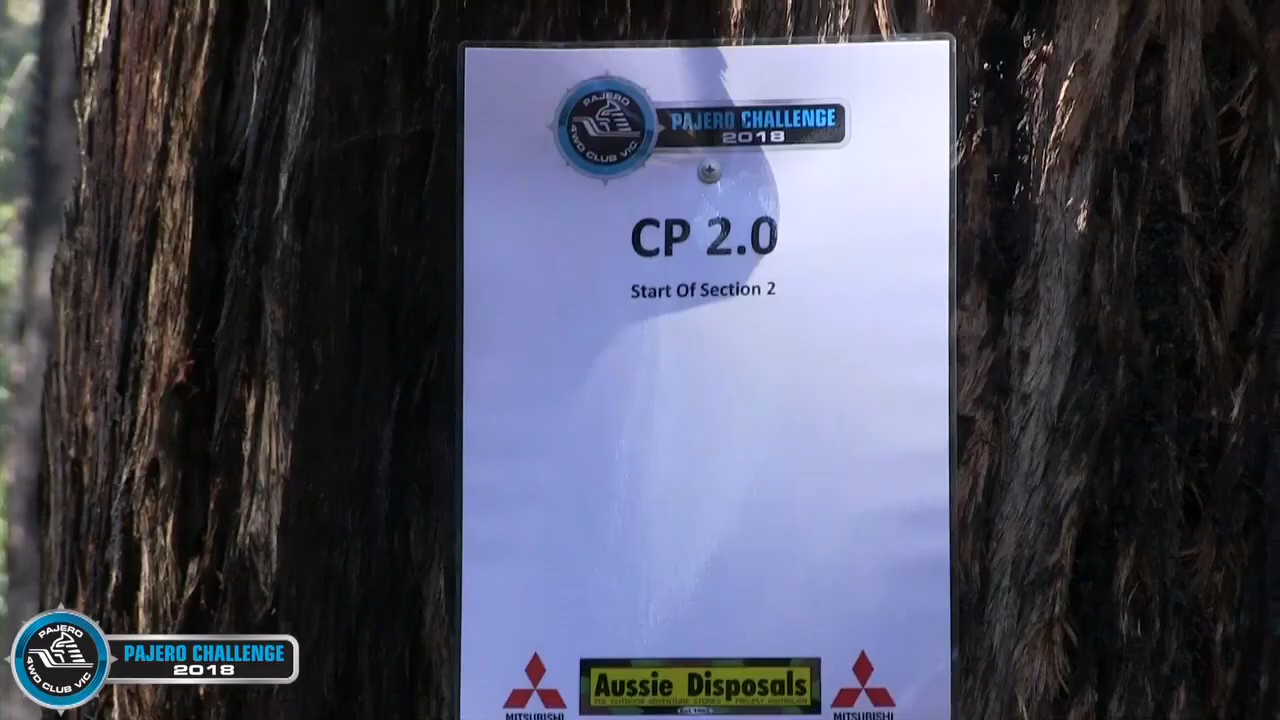 PAJERO
4WD CLUB VIC
PAJERO CHALLENGE
2018
CP 2.0
Start Of Section 2
MITSUBISHI
Aussie Disposals
MITSUBISHI
PAJERO
4WD CLUB VIC
PAJERO CHALLENGE
2018